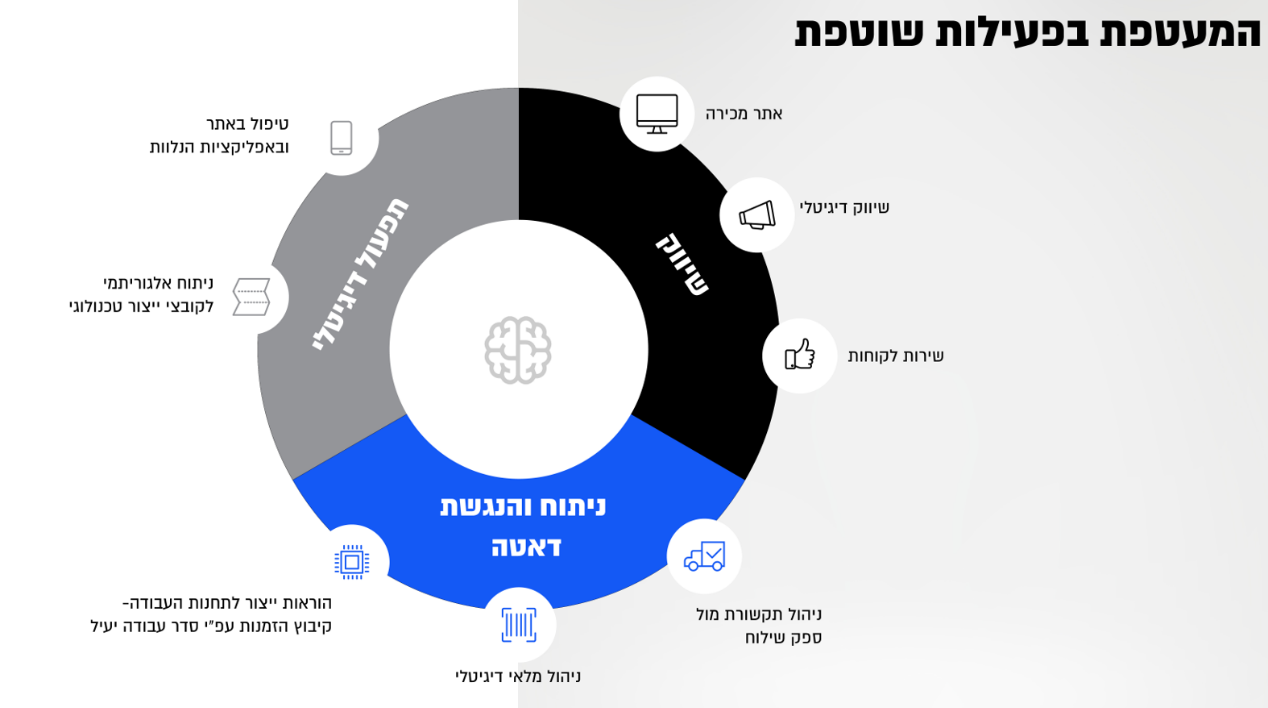 המעטפת בפעילות שוטפת
אתר מכירה
שיווק דיגיטלי
שירות לקוחות
שיווק
ניהול תקשורת מול
ספק שילוח
ניתוח והנגשת
דאטה
ניהול מלאי דיגיטלי
הוראות ייצור לתחנות העבודה-
קיבוץ הזמנות עפ"י סדר עבודה יעיל
תפעול דיגיטלי
ניתוח אלגוריתמי
לקובצי ייצור טכנולוגי
טיפול באתר
ובאפליקציות הנלוות